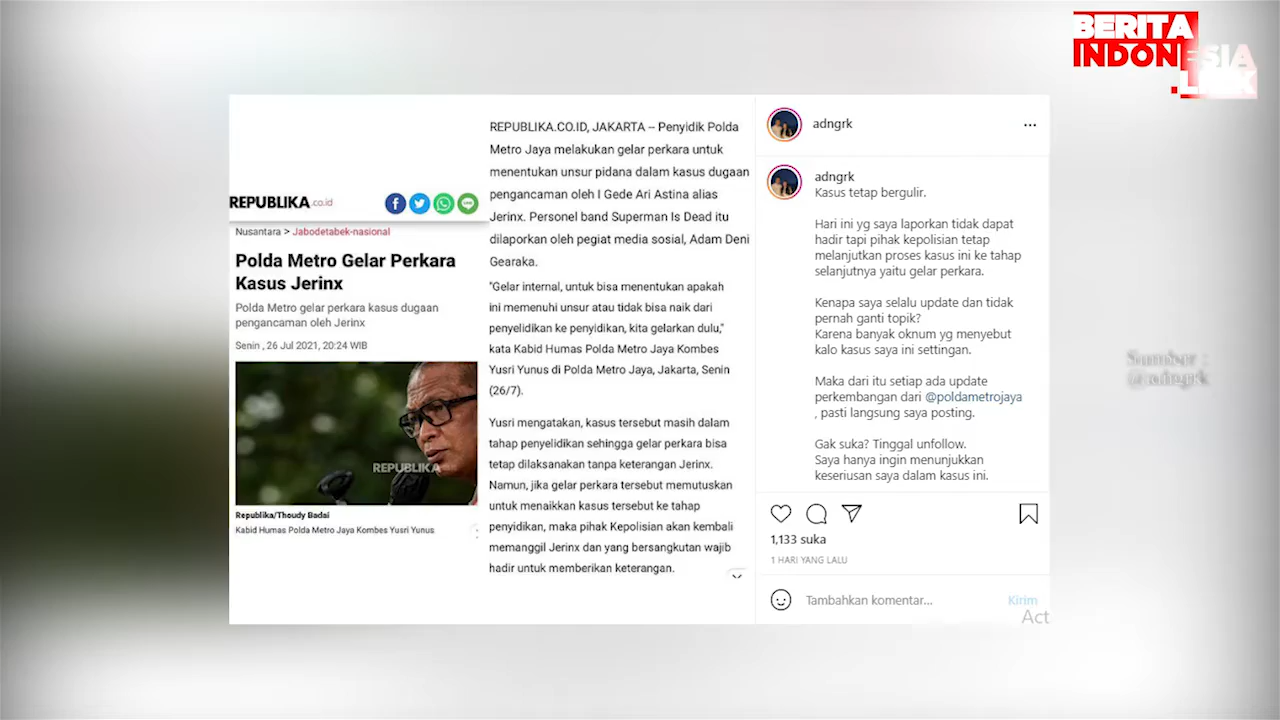 BERITA
INDONESIA
LINK
REPUBLIKA.co.id
Nusantara > Jabodetabek-nasional
Polda Metro Gelar Perkara
Kasus Jerinx
Polda Metro gelar perkara kasus dugaan
pengancaman oleh Jerinx
Senin , 26 Jul 2021, 20:24 WIB
REPUBLIKA
Republika/Thoudy Badai
Kabid Humas Polda Metro Jaya Kombes Yusri Yunus
REPUBLIKA.CO.ID, JAKARTA -- Penyidik Polda
Metro Jaya melakukan gelar perkara untuk
menentukan unsur pidana dalam kasus dugaan
pengancaman oleh I Gede Ari Astina alias
Jerinx. Personel band Superman Is Dead itu
dilaporkan oleh pegiat media sosial, Adam Deni
Gearaka.
"Gelar internal, untuk bisa menentukan apakah
ini memenuhi unsur atau tidak bisa naik dari
penyelidikan ke penyidikan, kita gelarkan dulu,"
kata Kabid Humas Polda Metro Jaya Kombes
Yusri Yunus di Polda Metro Jaya, Jakarta, Senin
(26/7).
Yusri mengatakan, kasus tersebut masih dalam
tahap penyelidikan sehingga gelar perkara bisa
tetap dilaksanakan tanpa keterangan Jerinx.
Namun, jika gelar perkara tersebut memutuskan
untuk menaikkan kasus tersebut ke tahap
penyidikan, maka pihak Kepolisian akan kembali
memanggil Jerinx dan yang bersangkutan wajib
hadir untuk memberikan keterangan.
adngrk
adngrk
Kasus tetap bergulir.
Hari ini yg saya laporkan tidak dapat
hadir tapi pihak kepolisian tetap
melanjutkan proses kasus ini ke tahap
selanjutnya yaitu gelar perkara.
Kenapa saya selalu update dan tidak
pernah ganti topik?
Karena banyak oknum yg menyebut
kalo kasus saya ini settingan.
Maka dari itu setiap ada update
perkembangan dari @poldametrojaya
, pasti langsung saya posting.
Gak suka? Tinggal unfollow.
Saya hanya ingin menunjukkan
keseriusan saya dalam kasus ini.
1,133 suka
1 HARI YANG LALU
Tambahkan komentar...
Kirim
Act
Sumber :
@adngrk